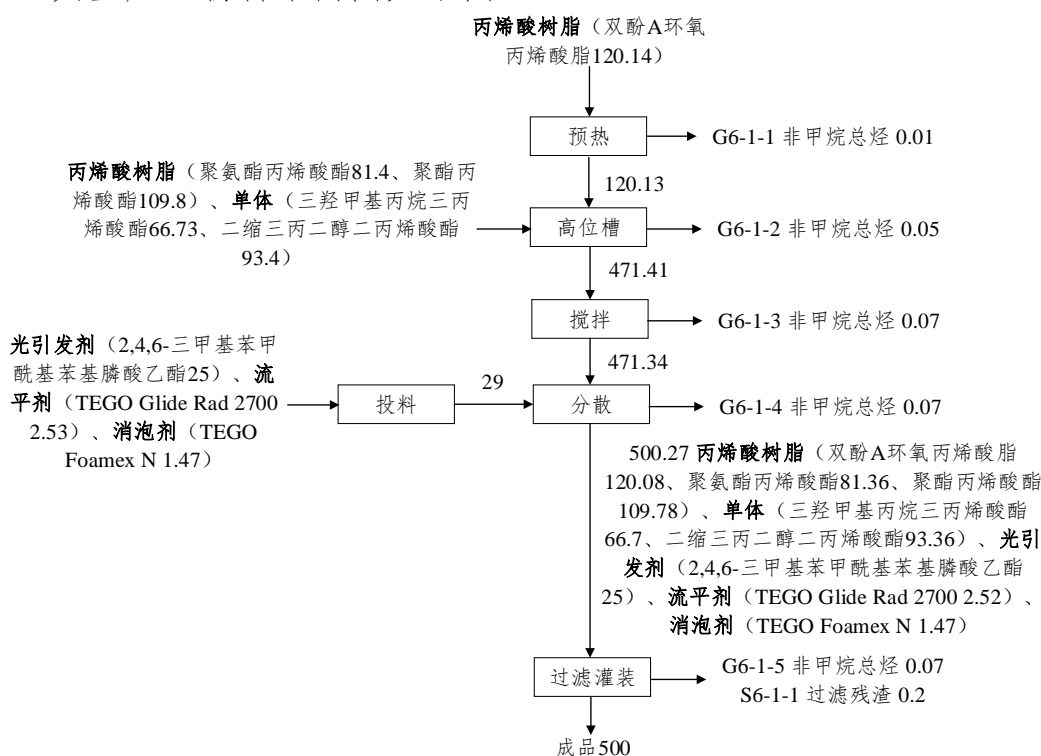 丙烯酸树脂（双酚A环氧
丙烯酸脂120.14）
预热
G6-1-1 非甲烷总烃 0.01
120.13
丙烯酸树脂（聚氨酯丙烯酸酯81.4、聚酯丙
烯酸酯109.8）、单体（三羟甲基丙烷三丙
烯酸酯66.73、二缩三丙二醇二丙烯酸酯
93.4）
高位槽
G6-1-2 非甲烷总烃 0.05
471.41
搅拌
G6-1-3 非甲烷总烃 0.07
471.34
光引发剂（2,4,6-三甲基苯甲
酰基苯基膦酸乙酯25）、流
平剂（TEGO Glide Rad 2700
2.53）、消泡剂（TEGO
Foamex N 1.47）
投料
29
分散
G6-1-4 非甲烷总烃 0.07
500.27 丙烯酸树脂（双酚A环氧丙烯酸脂
120.08、聚氨酯丙烯酸酯81.36、聚酯丙烯酸酯
109.78）、单体（三羟甲基丙烷三丙烯酸酯
66.7、二缩三丙二醇二丙烯酸酯93.36）、光引
发剂（2,4,6-三甲基苯甲酰基苯基膦酸乙酯
25）、流平剂（TEGO Glide Rad 2700 2.52）、
消泡剂（TEGO Foamex N 1.47）
过滤灌装
G6-1-5 非甲烷总烃 0.07
S6-1-1 过滤残渣 0.2
成品500